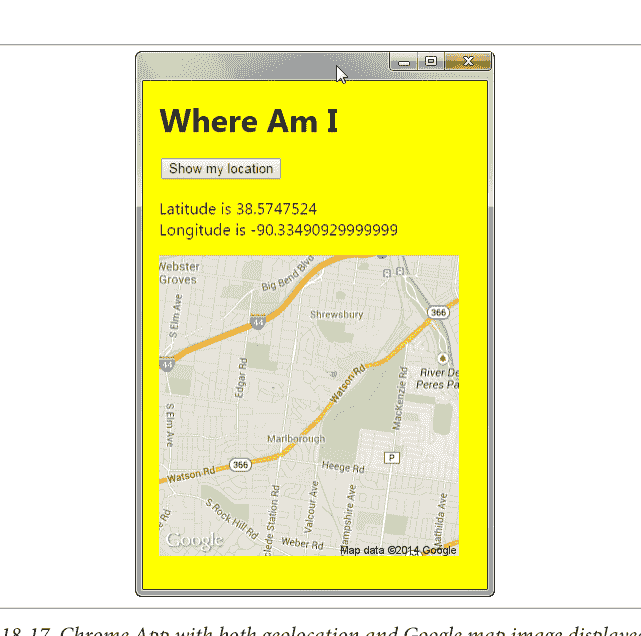 Where Am I
Show my location
Latitude is 38.5747524
Longitude is -90.33490929999999
Webster
Groves
Big Bend Blvd
S Elm Ave
44
Shrewsbury
366
44
Edgar Rd
Watson Rd
MacKenzie Rd
River De
Peres Pa
S Elm Ave
Marlborough
P
Watson Rd
366
Heege Rd
S Rock Hill Rd
clede Station Rd
Valcour Ave
Hampshire Ave
Mathilda Ave
Weber Rd
Google
Map data ©2014 Google
18-17. Chrome App with both geolocation and Google map image displayed